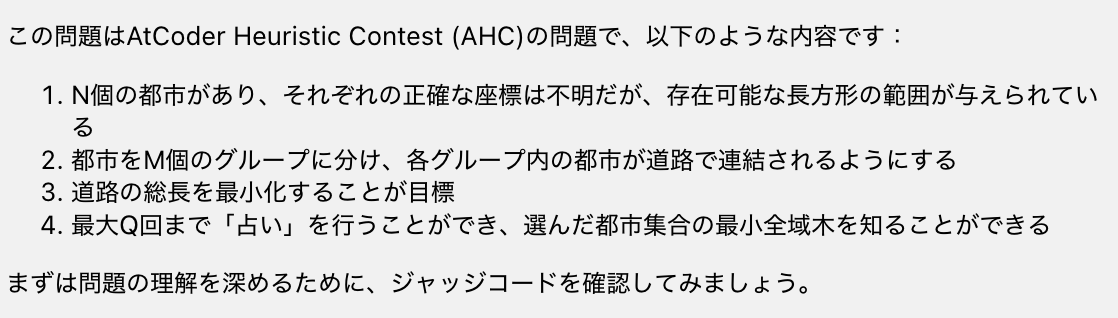 この問題はAtCoder Heuristic Contest (AHC)の問題で、以下のような内容です：
1. N個の都市があり、それぞれの正確な座標は不明だが、存在可能な長方形の範囲が与えられてい
る
2. 都市をM個のグループに分け、各グループ内の都市が道路で連結されるようにする
3. 道路の総長を最小化することが目標
4. 最大Q回まで「占い」を行うことができ、選んだ都市集合の最小全域木を知ることができる
まずは問題の理解を深めるために、ジャッジコードを確認してみましょう。